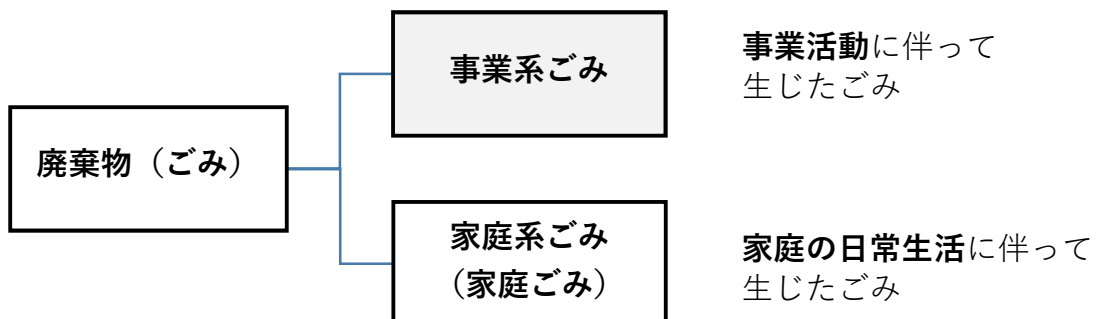 廃棄物（ごみ）
事業系ごみ
事業活動に伴って
生じたごみ
家庭系ごみ
（家庭ごみ）
家庭の日常生活に伴って
生じたごみ